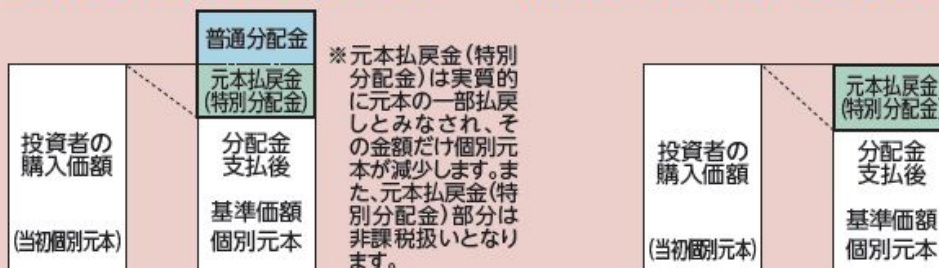 普通分配金
元本払戻金
(特別分配金)
投資者の
購入価額
(当初個別元本)
分配金
支払後
基準価額
個別元本
※元本払戻金(特別
分配金)は実質的
に元本の一部払戻
しとみなされ、そ
の金額だけ個別元
本が減少します。ま
た、元本払戻金(特
別分配金)部分は
非課税扱いとなり
ます。
投資者の
購入価額
(当初個別元本)
元本払戻金
(特別分配金)
分配金
支払後
基準価額
個別元本